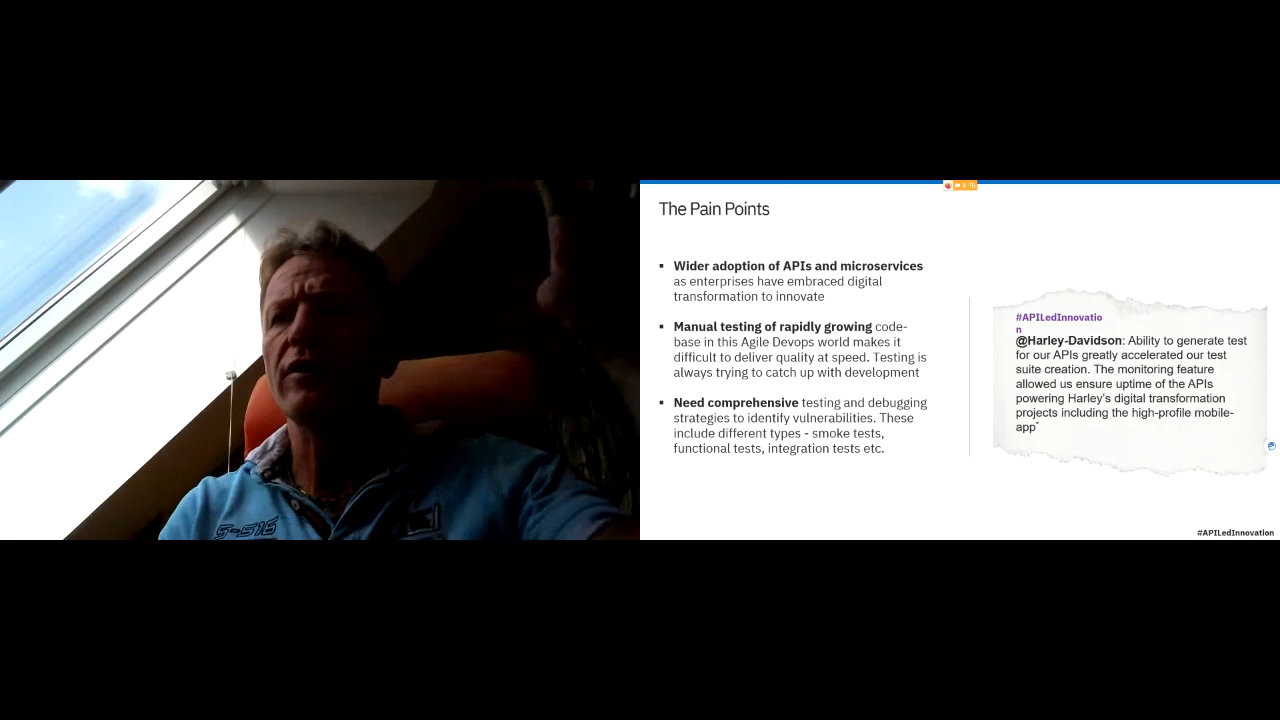 The Pain Points
▪ Wider adoption of APIs and microservices
as enterprises have embraced digital
transformation to innovate
▪ Manual testing of rapidly growing code-
base in this Agile Devops world makes it
difficult to deliver quality at speed. Testing is
always trying to catch up with development
▪ Need comprehensive testing and debugging
strategies to identify vulnerabilities. These
include different types - smoke tests,
functional tests, integration tests etc.
#APILedInnovatio
n
@Harley-Davidson: Ability to generate test
for our APIs greatly accelerated our test
suite creation. The monitoring feature
allowed us ensure uptime of the APIs
powering Harley's digital transformation
projects including the high-profile mobile-
app*
#APILedInnovation
S-516